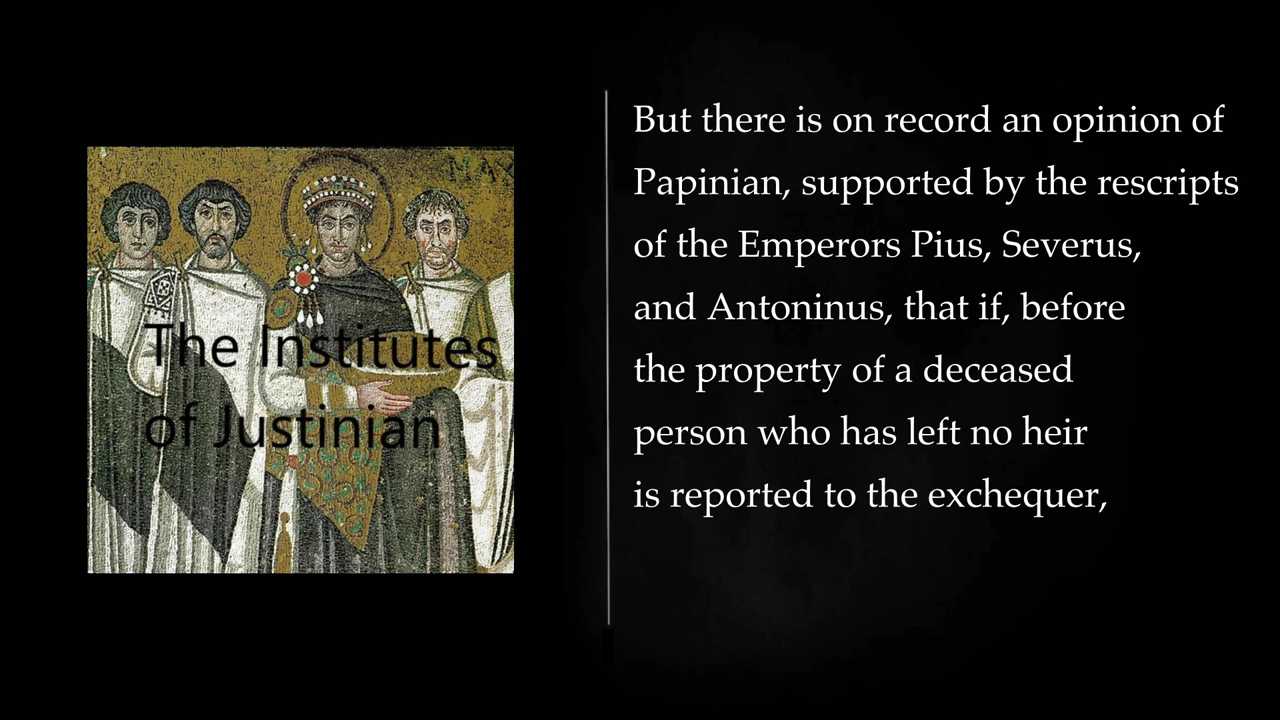 The Institutes
of Justinian
But there is on record an opinion of
Papinian, supported by the rescripts
of the Emperors Pius, Severus,
and Antoninus, that if, before
the property of a deceased
person who has left no heir
is reported to the exchequer,